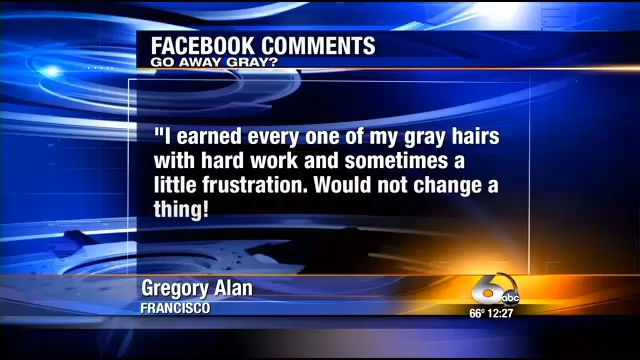 FACEBOOK COMMENTS
GO AWAY GRAY?
"I earned every one of my gray hairs
with hard work and sometimes a
little frustration. Would not change a
thing!
Gregory Alan
FRANCISCO
6 abc
66° 12:27